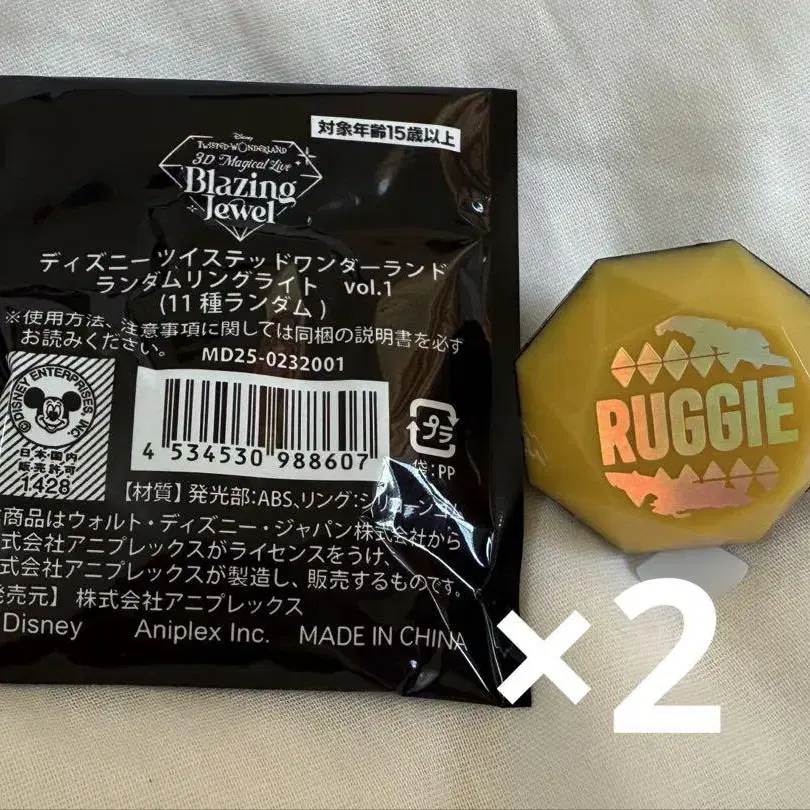 対象年齢15歳以上
Disney
TWISTED-WONDERLAND
3D Magical Live
Blazing
Jewel
ディズニー ツイステッドワンダーランド
ランダムリングライト vol.1
(11種ランダム)
※使用方法、注意事項に関しては同梱の説明書を必ず
お読みください。
MD25-0232001
4 534530 988607
プラ
袋:PP
©DISNEY ENTERPRISES, INC.
日本国内
販売許可
1428
【材質】発光部:ABS、リング:シリコーンゴム
商品はウォルト・ディズニー・ジャパン株式会社から
式会社アニプレックスがライセンスをうけ、
式会社アニプレックスが製造し、販売するものです。
発売元】株式会社アニプレックス
Disney Aniplex Inc. MADE IN CHINA
RUGGIE
×2